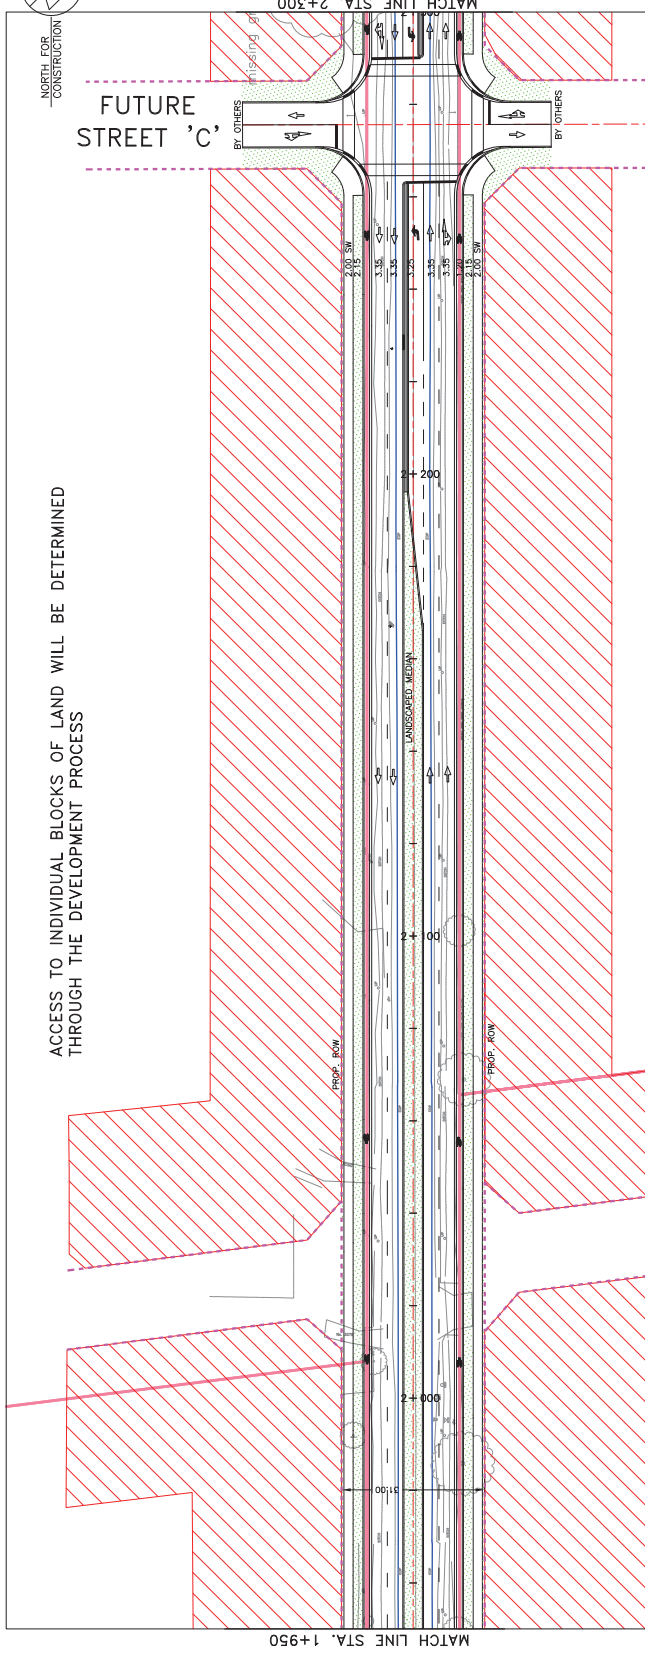 MATCH LINE STA. 2+300
NORTH FOR
CONSTRUCTION
missing
FUTURE
STREET 'C'
BY OTHERS
BY OTHERS
2.00 SW
2.15
3.35
3.35
3.25
3.35
3.35
1.20
2.15
2.00 SW
2+200
ACCESS TO INDIVIDUAL BLOCKS OF LAND WILL BE DETERMINED
THROUGH THE DEVELOPMENT PROCESS
LANDSCAPED MEDIAN
2+100
PROP. ROW
PROP. ROW
2+000
31.00
MATCH LINE STA. 1+950